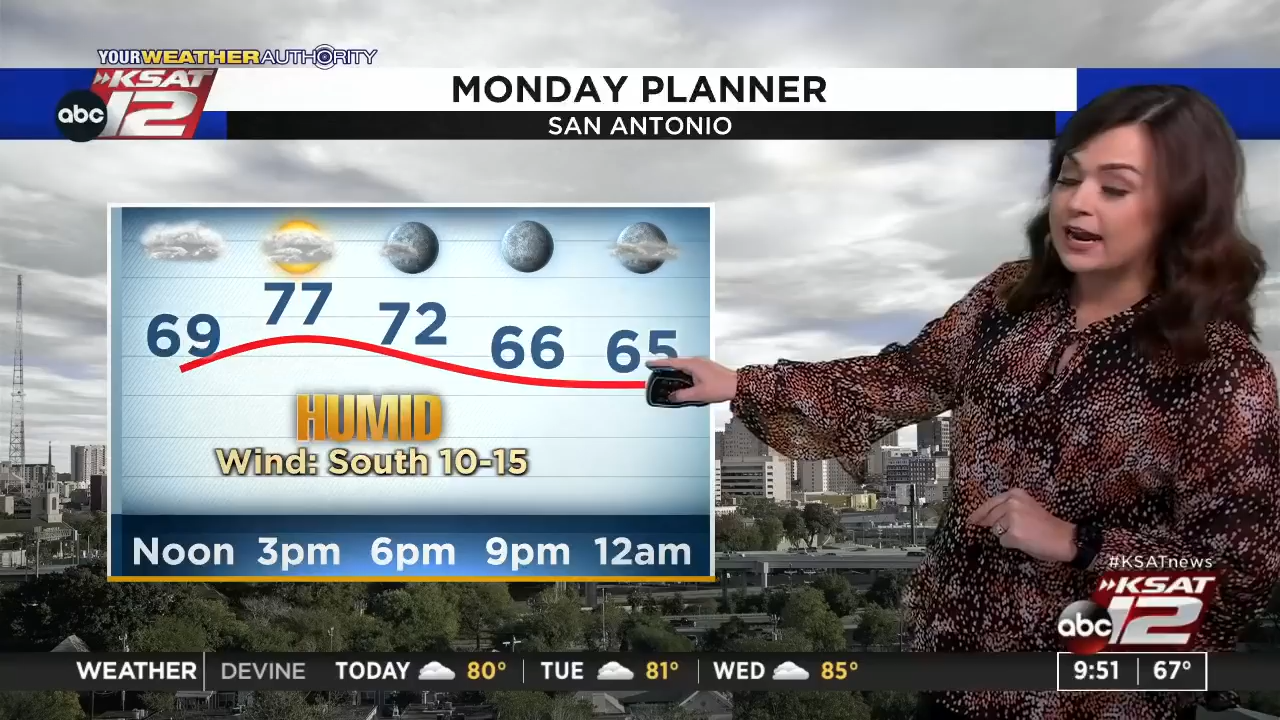 YOUR WEATHER AUTHORITY
KSAT
abc 12
MONDAY PLANNER
SAN ANTONIO
69 77 72 66 65
HUMID
Wind: South 10-15
Noon 3pm 6pm 9pm 12am
#KSATnews
KSAT
abc 12
WEATHER DEVINE TODAY 80° TUE 81° WED 85° 9:51 67°